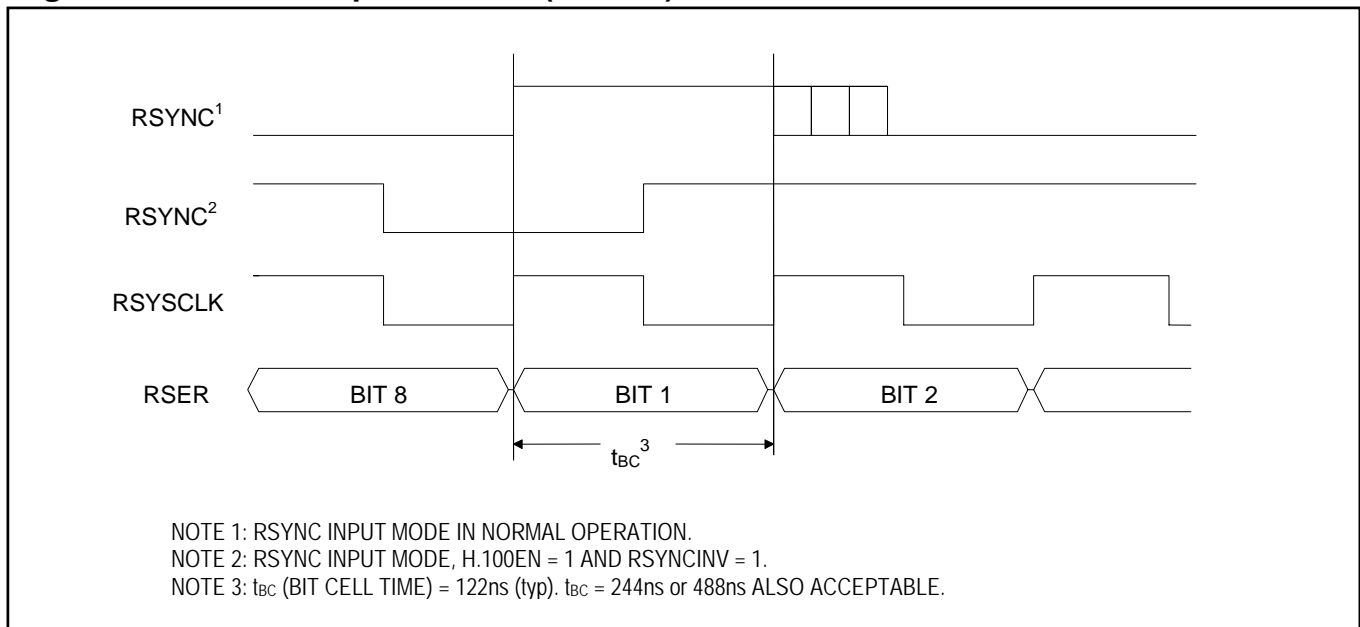 RSYNC¹
RSYNC²
RSYSCLK
RSER
BIT 8
BIT 1
BIT 2
tBC³
NOTE 1: RSYNC INPUT MODE IN NORMAL OPERATION.
NOTE 2: RSYNC INPUT MODE, H.100EN = 1 AND RSYNCINV = 1.
NOTE 3: tBC (BIT CELL TIME) = 122ns (typ). tBC = 244ns or 488ns ALSO ACCEPTABLE.